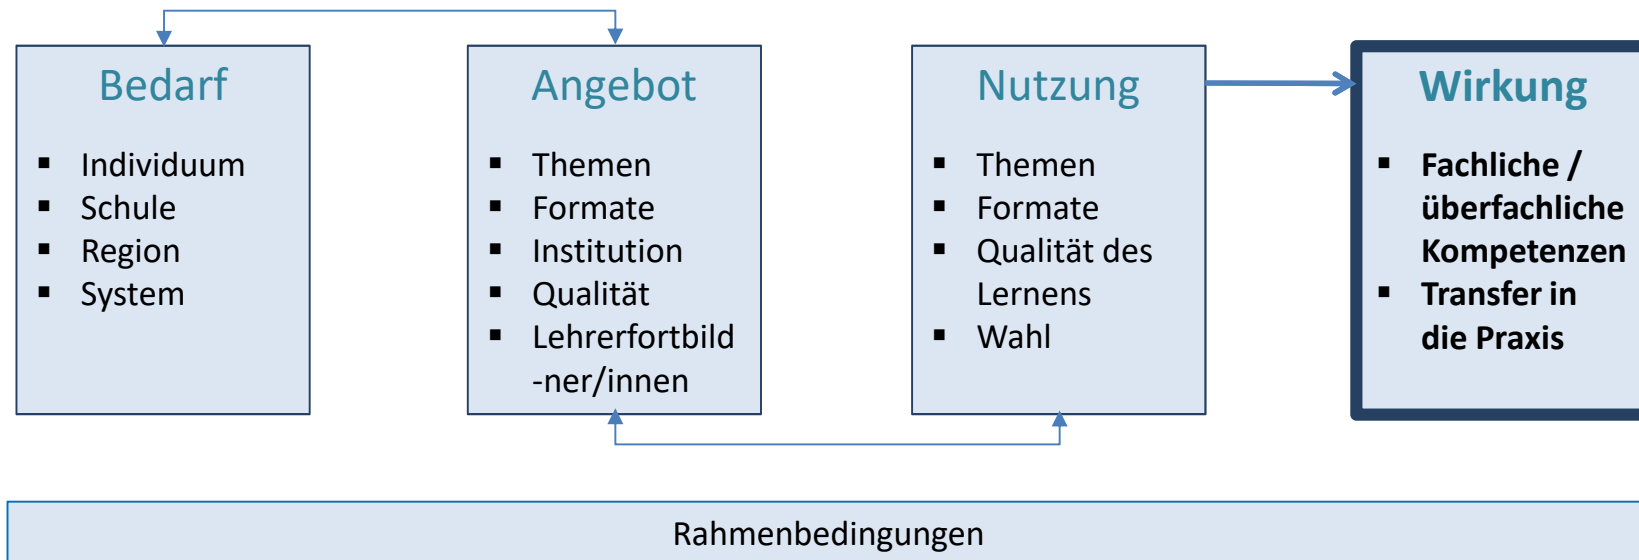 Bedarf
▪ Individuum
▪ Schule
▪ Region
▪ System
Angebot
▪ Themen
▪ Formate
▪ Institution
▪ Qualität
▪ Lehrerfortbild
-ner/innen
Nutzung
▪ Themen
▪ Formate
▪ Qualität des
Lernens
▪ Wahl
Wirkung
▪ Fachliche /
überfachliche
Kompetenzen
▪ Transfer in
die Praxis
Rahmenbedingungen